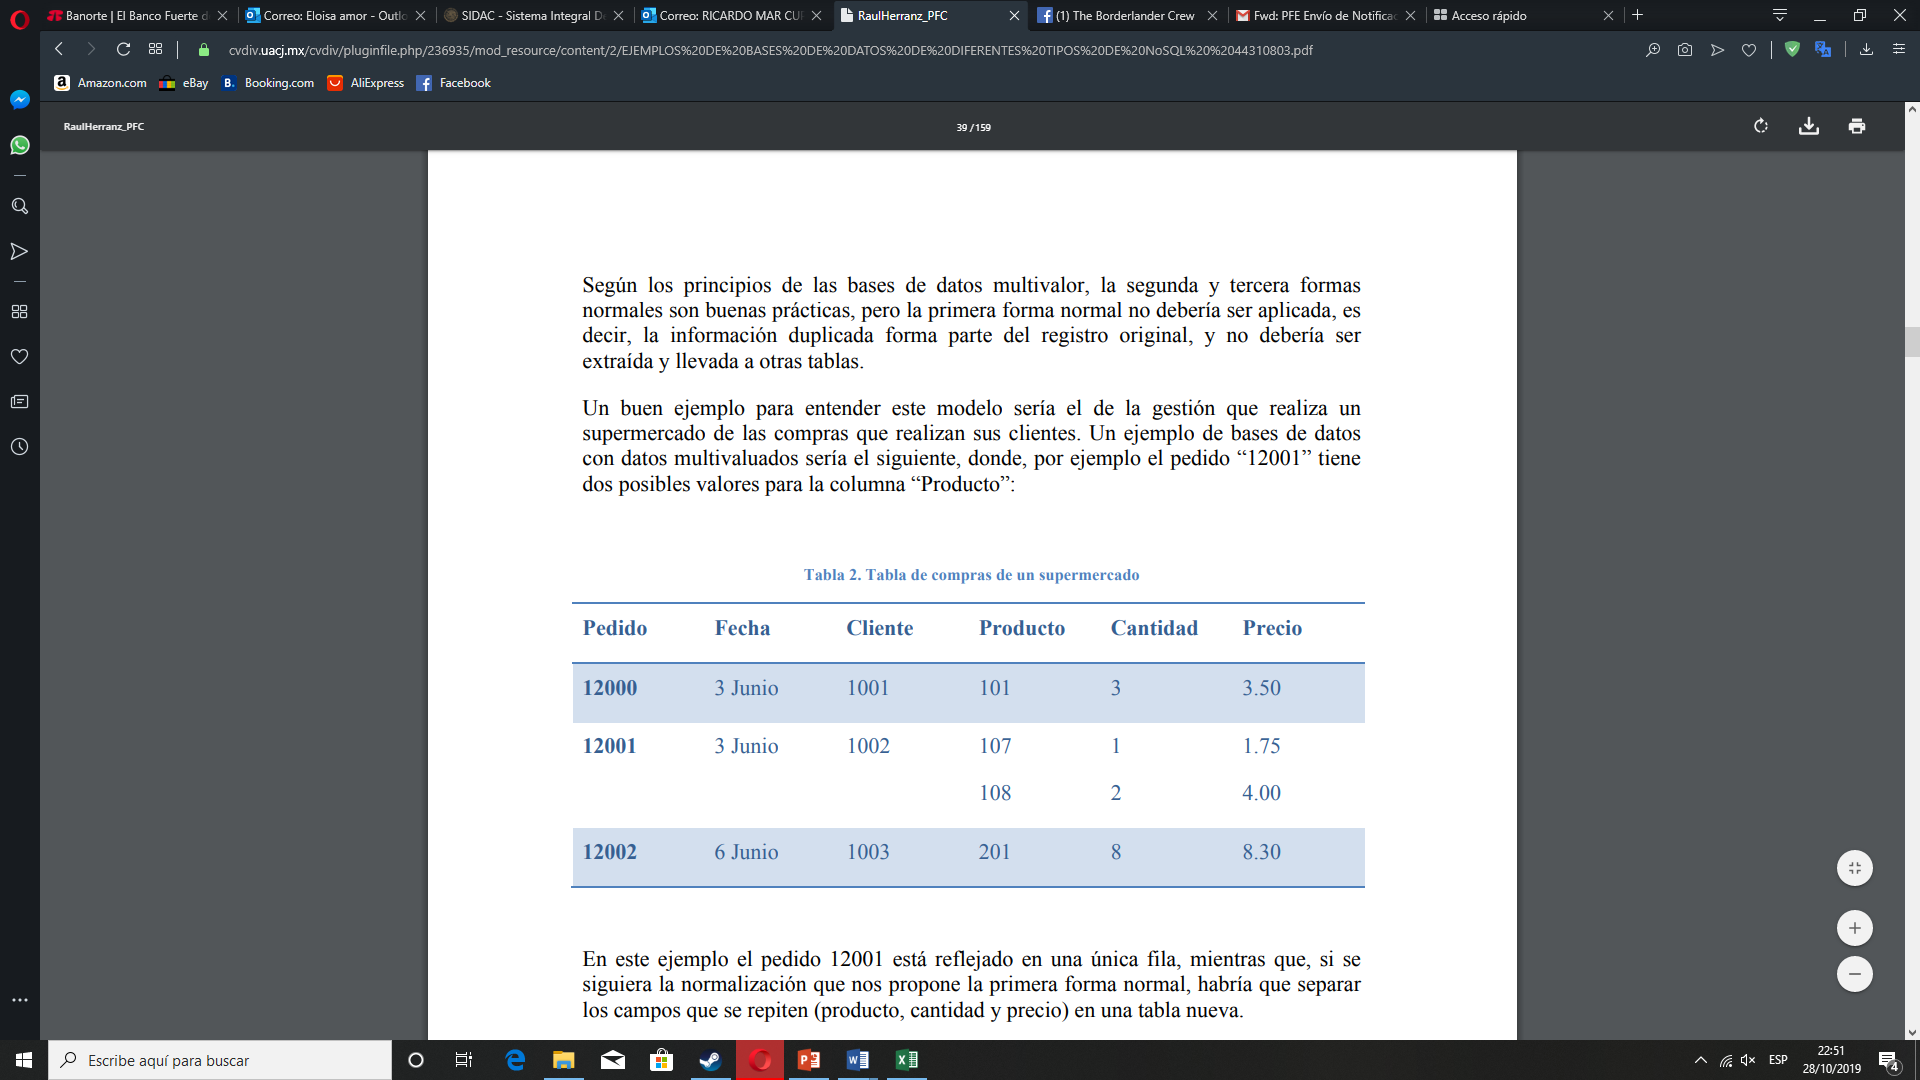 Banorte | El Banco Fuerte d
Correo: Eloisa amor - Outlo
SIDAC - Sistema Integral D
Correo: RICARDO MAR CU
RaulHerranz_PFC
(1) The Borderlander Crew
Fwd: PFE Envío de Notificac
Acceso rápido
cvdiv.uacj.mx/cvdiv/pluginfile.php/236935/mod_resource/content/2/EJEMPLOS%20DE%20BASES%20DE%20DATOS%20DE%20DIFERENTES%20TIPOS%20DE%20NoSQL%20%2044310803.pdf
Amazon.com eBay Booking.com AliExpress Facebook
RaulHerranz_PFC
39 / 159
Según los principios de las bases de datos multivalor, la segunda y tercera formas
normales son buenas prácticas, pero la primera forma normal no debería ser aplicada, es
decir, la información duplicada forma parte del registro original, y no debería ser
extraída y llevada a otras tablas.
Un buen ejemplo para entender este modelo sería el de la gestión que realiza un
supermercado de las compras que realizan sus clientes. Un ejemplo de bases de datos
con datos multivaluados sería el siguiente, donde, por ejemplo el pedido “12001” tiene
dos posibles valores para la columna “Producto”:
Tabla 2. Tabla de compras de un supermercado
Pedido Fecha Cliente Producto Cantidad Precio
12000 3 Junio 1001 101 3 3.50
12001 3 Junio 1002 107 1 1.75
108 2 4.00
12002 6 Junio 1003 201 8 8.30
En este ejemplo el pedido 12001 está reflejado en una única fila, mientras que, si se
siguiera la normalización que nos propone la primera forma normal, habría que separar
los campos que se repiten (producto, cantidad y precio) en una tabla nueva.
Escribe aquí para buscar
ESP
22:51
28/10/2019
4